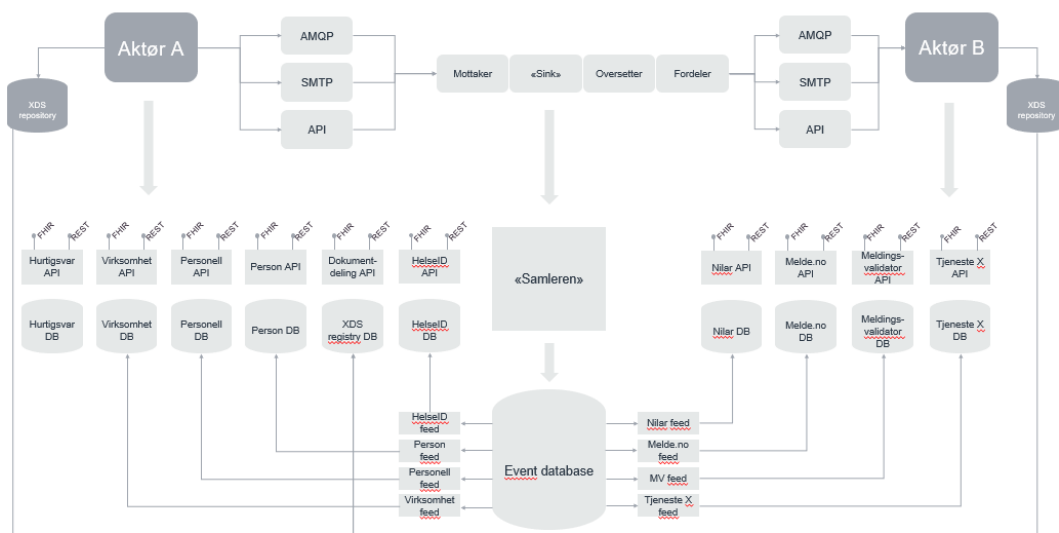 Aktør A
AMQP
SMTP
API
Mottaker
«Sink»
Oversetter
Fordeler
AMQP
SMTP
API
Aktør B
XDS
repository
XDS
repository
FHIR
REST
FHIR
REST
FHIR
REST
FHIR
REST
FHIR
REST
FHIR
REST
FHIR
REST
FHIR
REST
FHIR
REST
FHIR
REST
Hurtigsvar
API
Virksomhet
API
Personell
API
Person API
Dokument-
deling API
HelseID
API
«Samleren»
Nilar API
Melde.no
API
Meldings-
validator
API
Tjeneste X
API
Hurtigsvar
DB
Virksomhet
DB
Personell
DB
Person DB
XDS
registry DB
HelseID
DB
Nilar DB
Melde.no
DB
Meldings-
validator
DB
Tjeneste X
DB
HelseID
feed
Person
feed
Personell
feed
Virksomhet
feed
Event database
Nilar feed
Melde.no
feed
MV feed
Tjeneste X
feed